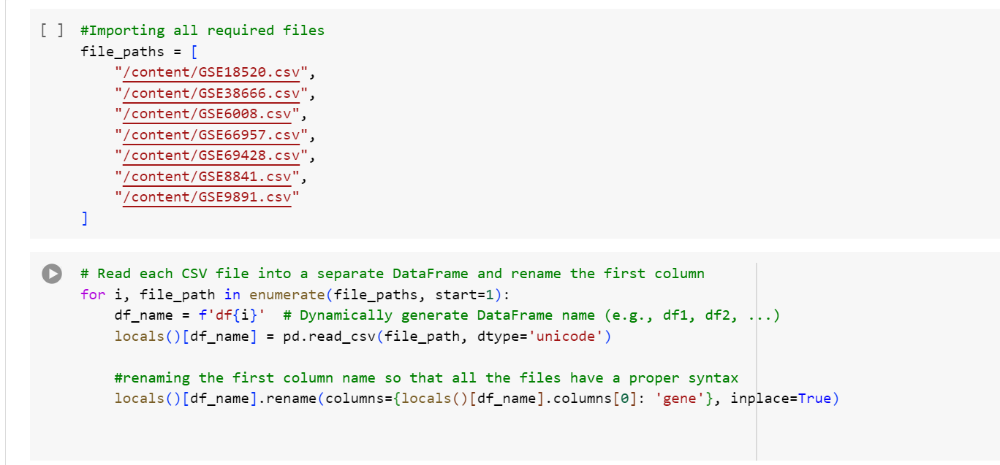 [ ] #Importing all required files
file_paths = [
"/content/GSE18520.csv",
"/content/GSE38666.csv",
"/content/GSE6008.csv",
"/content/GSE66957.csv",
"/content/GSE69428.csv",
"/content/GSE8841.csv",
"/content/GSE9891.csv"
]
# Read each CSV file into a separate DataFrame and rename the first column
for i, file_path in enumerate(file_paths, start=1):
df_name = f'df{i}'  # Dynamically generate DataFrame name (e.g., df1, df2, ...)
locals()[df_name] = pd.read_csv(file_path, dtype='unicode')
#renaming the first column name so that all the files have a proper syntax
locals()[df_name].rename(columns={locals()[df_name].columns[0]: 'gene'}, inplace=True)